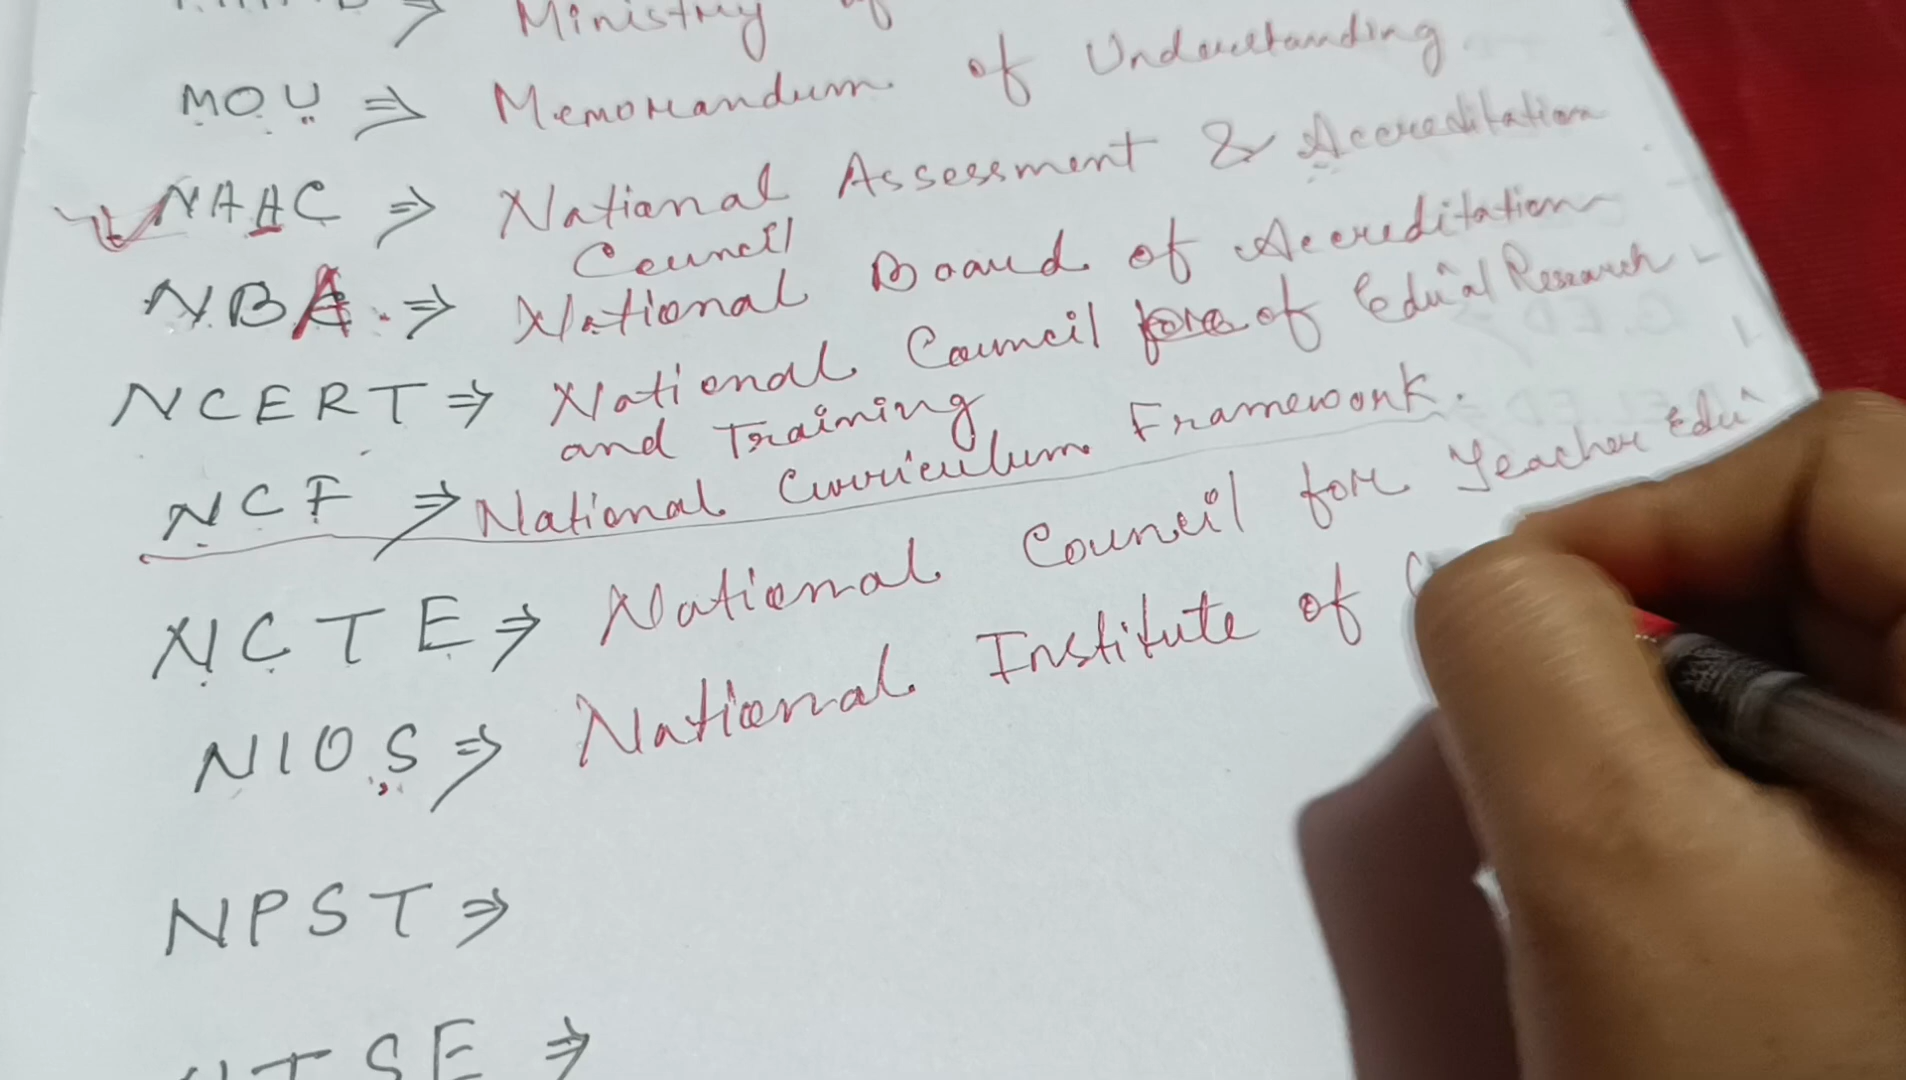 Ministry of
MOU ⇒ Memorandum of Understanding
NAAC ⇒ National Assessment & Accreditation
Council
NBA. ⇒ National Board of Accreditation
NCERT ⇒ National Council of Edu^al Research
and Training
NCF ⇒ National Curriculum Framework.
NCTE ⇒ National Council for Teacher Edu^
NIOS ⇒ National Institute of
NPST ⇒
TSE ⇒